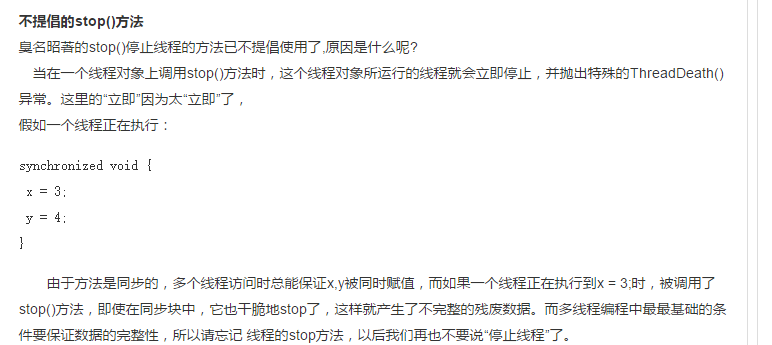 不提倡的stop()方法
臭名昭著的stop()停止线程的方法已不提倡使用了,原因是什么呢?
当在一个线程对象上调用stop()方法时，这个线程对象所运行的线程就会立即停止，并抛出特殊的ThreadDeath()
异常。这里的“立即”因为太“立即”了，
假如一个线程正在执行：
synchronized void {
x = 3;
y = 4;
}
由于方法是同步的，多个线程访问时总能保证x,y被同时赋值，而如果一个线程正在执行到x = 3;时，被调用了
stop()方法，即使在同步块中，它也干脆地stop了，这样就产生了不完整的残废数据。而多线程编程中最最基础的条
件要保证数据的完整性，所以请忘记 线程的stop方法，以后我们再也不要说“停止线程”了。